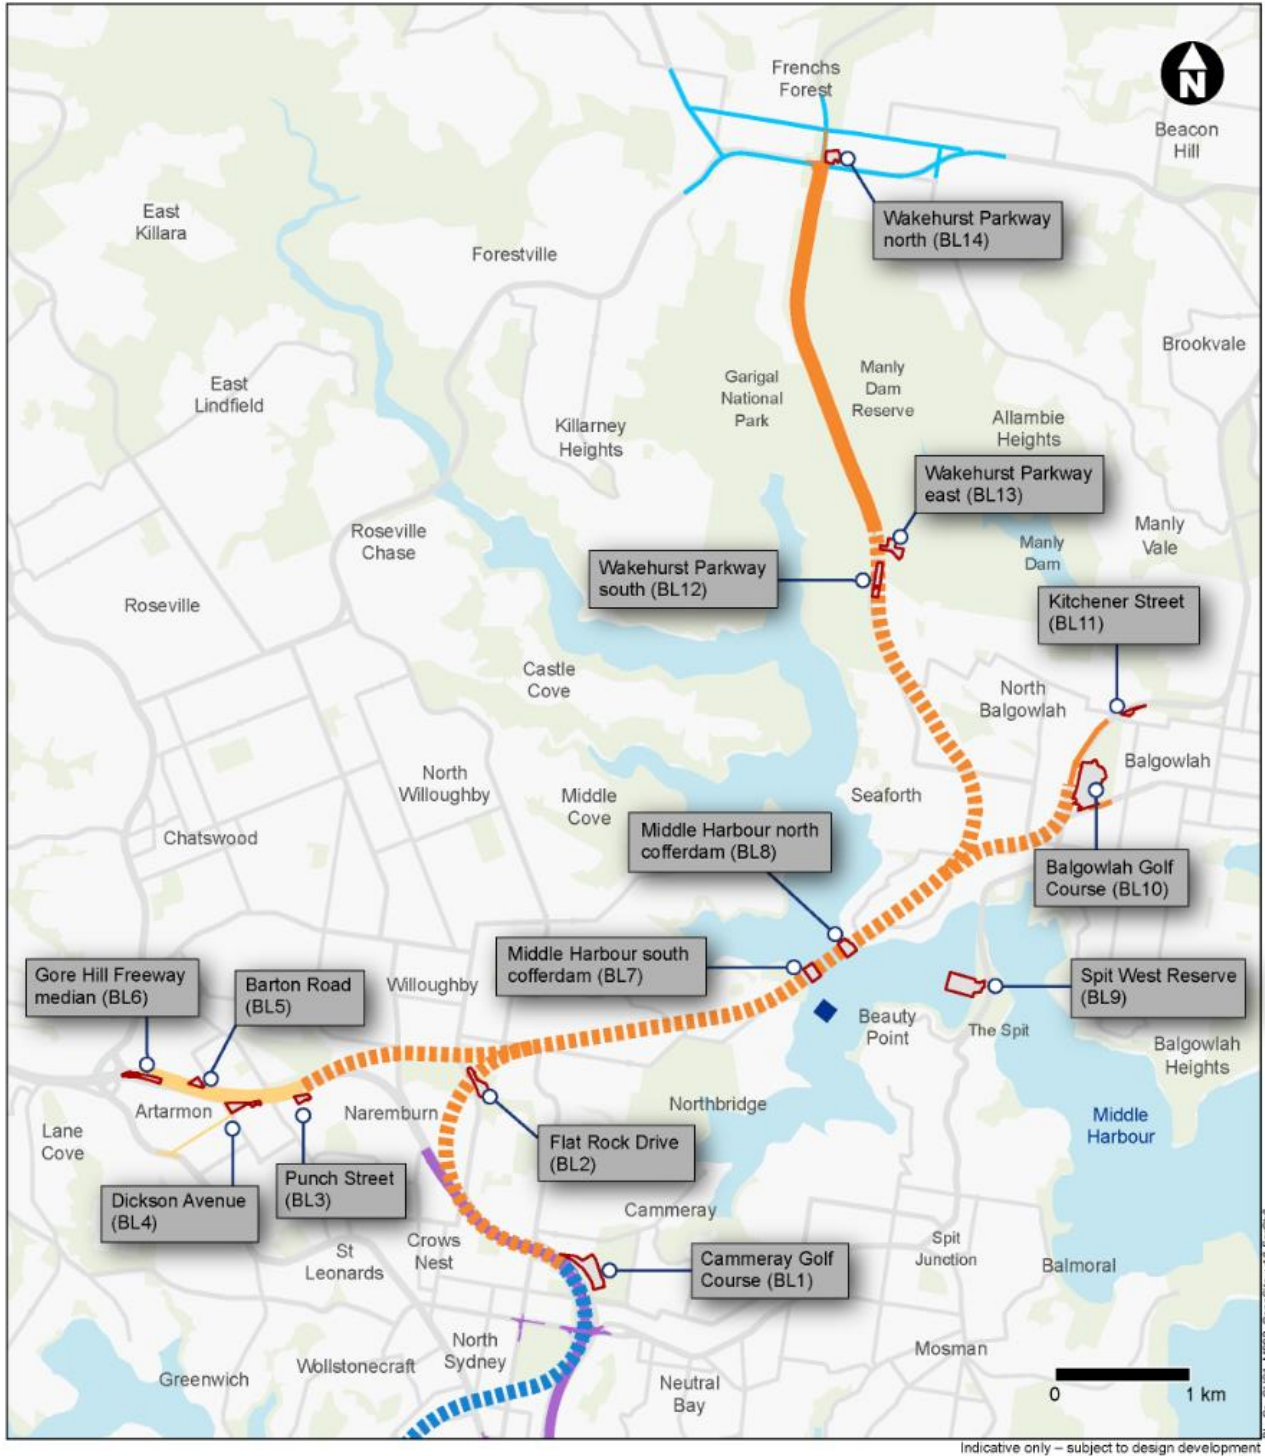 Frenchs
Forest
N
Beacon
Hill
East
Killara
Wakehurst Parkway
north (BL14)
Forestville
Brookvale
Garigal
National
Park
Manly
Dam
Reserve
East
Lindfield
Killarney
Heights
Allambie
Heights
Wakehurst Parkway
east (BL13)
Roseville
Chase
Manly
Vale
Manly
Dam
Wakehurst Parkway
south (BL12)
Roseville
Kitchener Street
(BL11)
Castle
Cove
North
Balgowlah
North
Willoughby
Middle
Cove
Seaforth
Balgowlah
Chatswood
Middle Harbour north
cofferdam (BL8)
Balgowlah Golf
Course (BL10)
Middle Harbour south
cofferdam (BL7)
Gore Hill Freeway
median (BL6)
Barton Road
(BL5)
Willoughby
Spit West Reserve
(BL9)
Beauty
Point
The Spit
Balgowlah
Heights
Artarmon
Naremburn
Northbridge
Middle
Harbour
Lane
Cove
Flat Rock Drive
(BL2)
Punch Street
(BL3)
Dickson Avenue
(BL4)
Cammeray
St
Leonards
Crows
Nest
Cammeray Golf
Course (BL1)
Spit
Junction
Balmoral
North
Sydney
Wollstonecraft
Greenwich
Neutral
Bay
Mosman
0 1 km
Indicative only – subject to design development